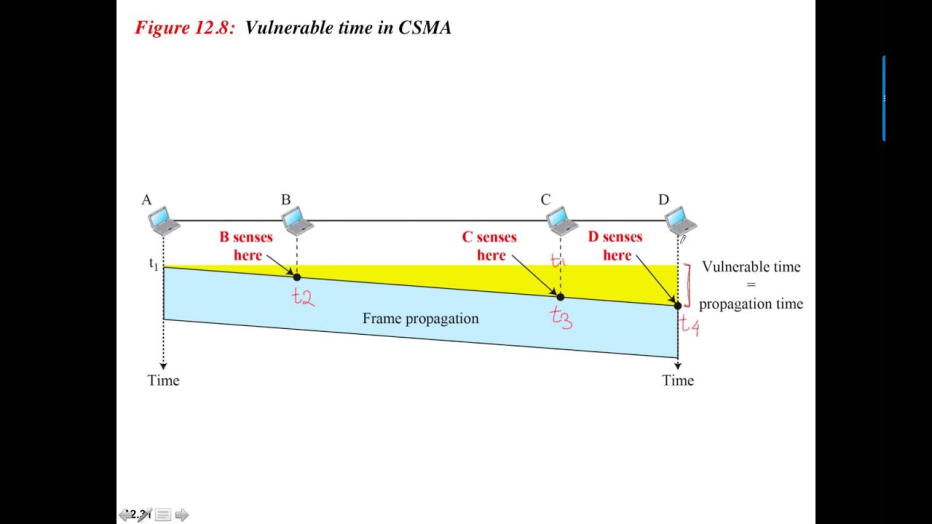 Figure 12.8: Vulnerable time in CSMA
A
B
C
D
B senses
here
C senses
here
D senses
here
t1
t1
t2
t3
t4
Vulnerable time
=
propagation time
Frame propagation
Time
Time